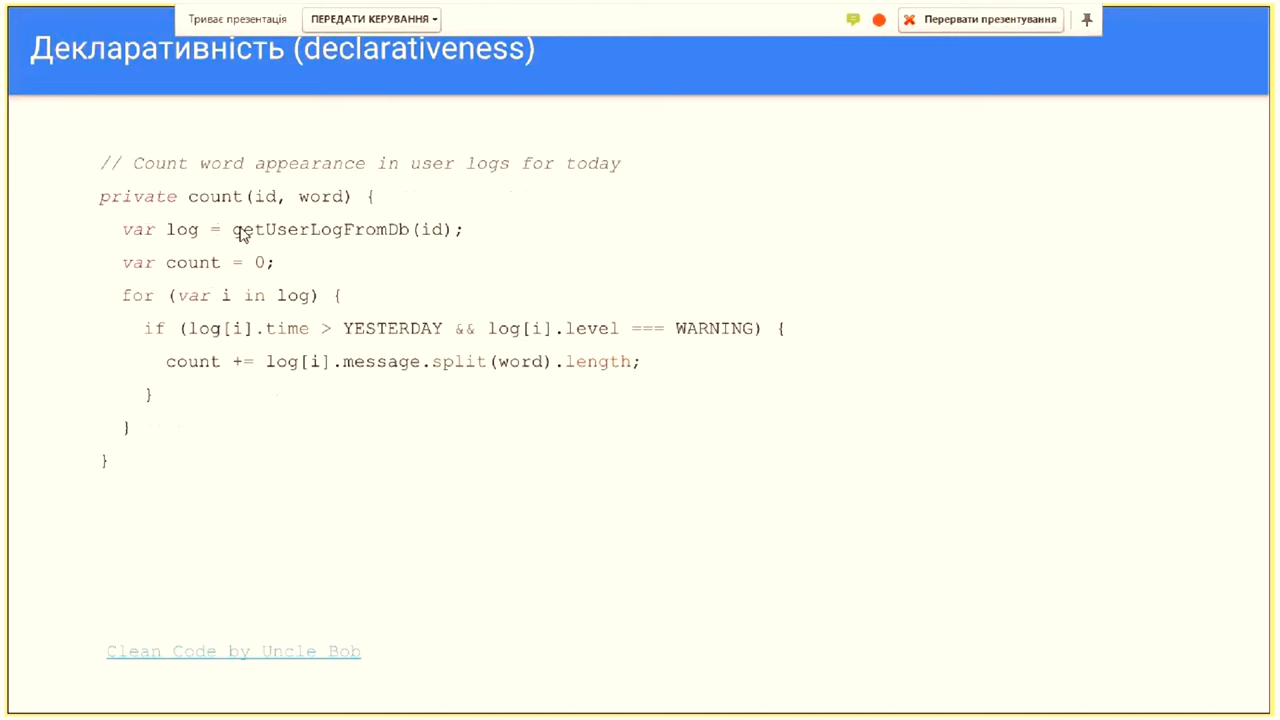 Триває презентація
ПЕРЕДАТИ КЕРУВАННЯ
Перервати презентування
Декларативність (declarativeness)
// Count word appearance in user logs for today
private count(id, word) {
var log = getUserLogFromDb(id);
var count = 0;
for (var i in log) {
if (log[i].time > YESTERDAY && log[i].level === WARNING) {
count += log[i].message.split(word).length;
}
}
}
Clean Code by Uncle Bob